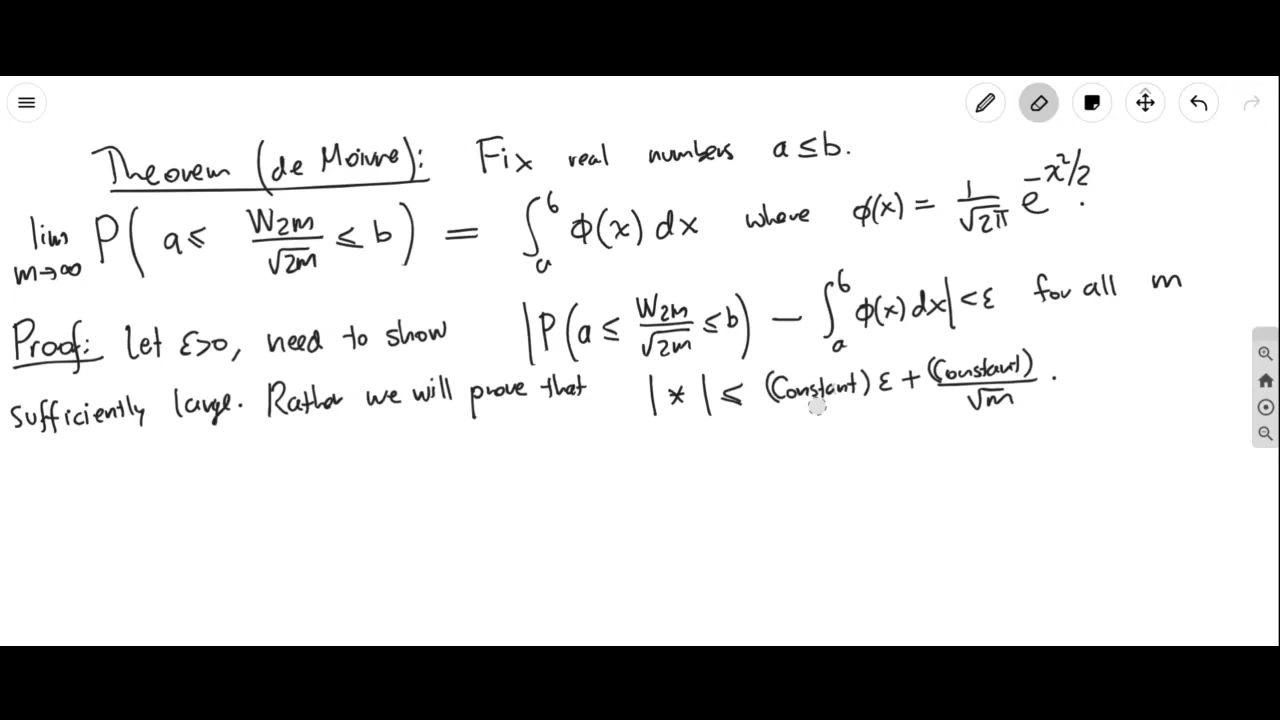 Theorem (de Moivre): Fix real numbers a ≤ b.
lim_{m→∞} P( a ≤ W_{2m}/√2m ≤ b ) = ∫_a^b ϕ(x) dx where ϕ(x) = 1/√2π e^{-x²/2}.
Proof: Let ε>0, need to show |P( a ≤ W_{2m}/√2m ≤ b ) − ∫_a^b ϕ(x) dx| < ε for all m
sufficiently large. Rather we will prove that | * | ≤ (Constant) ε + (Constant)/√m .